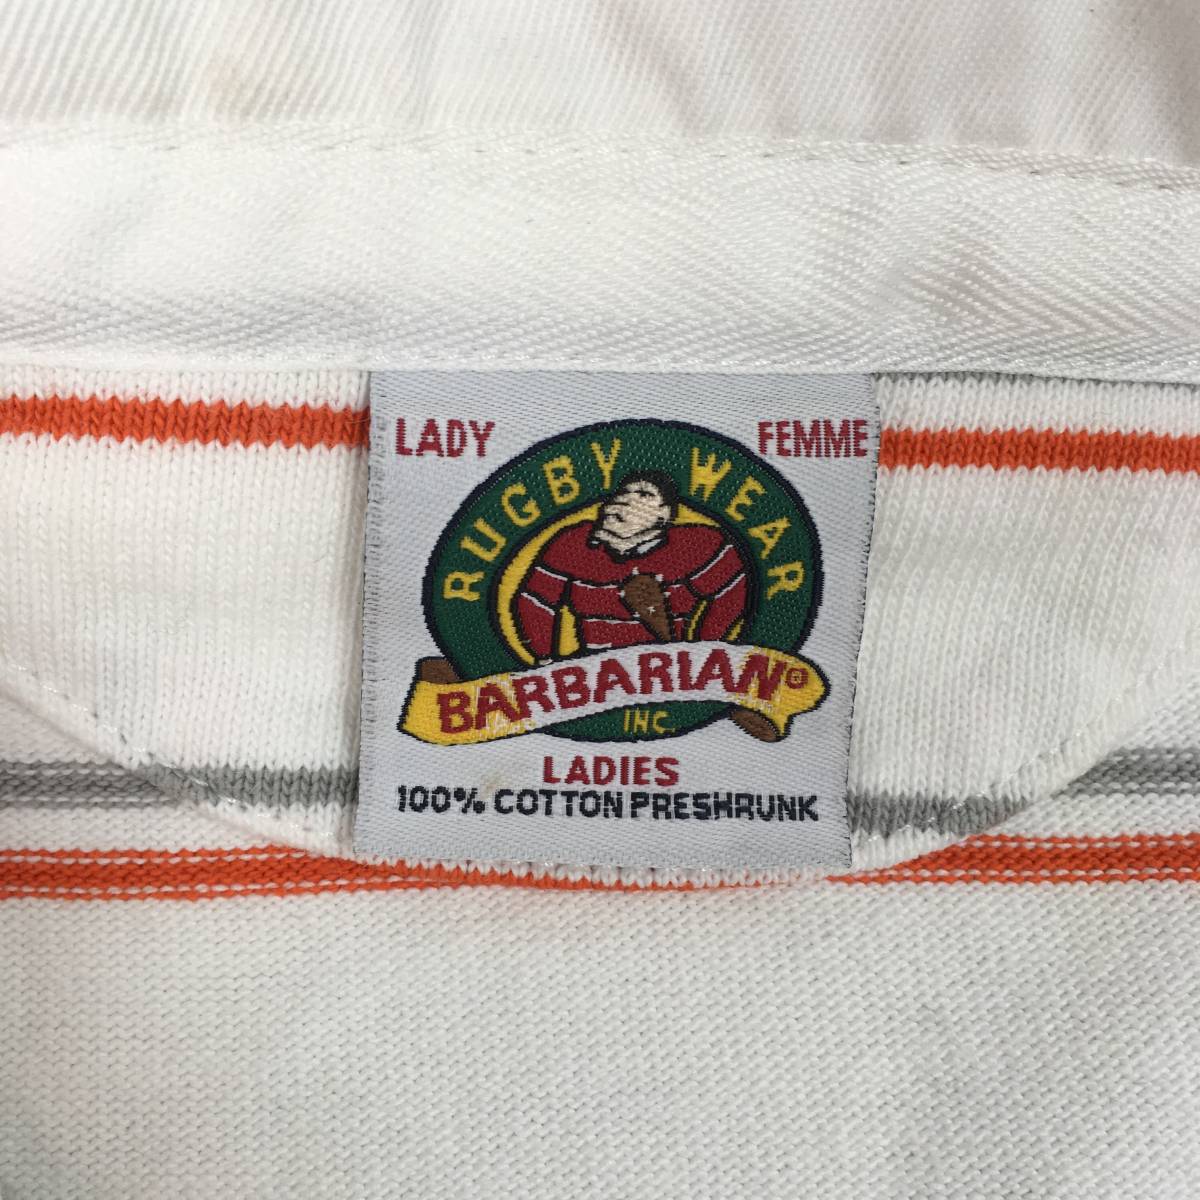 LADY FEMME
RUGBY WEAR
BARBARIAN®
INC.
LADIES
100% COTTON PRESHRUNK